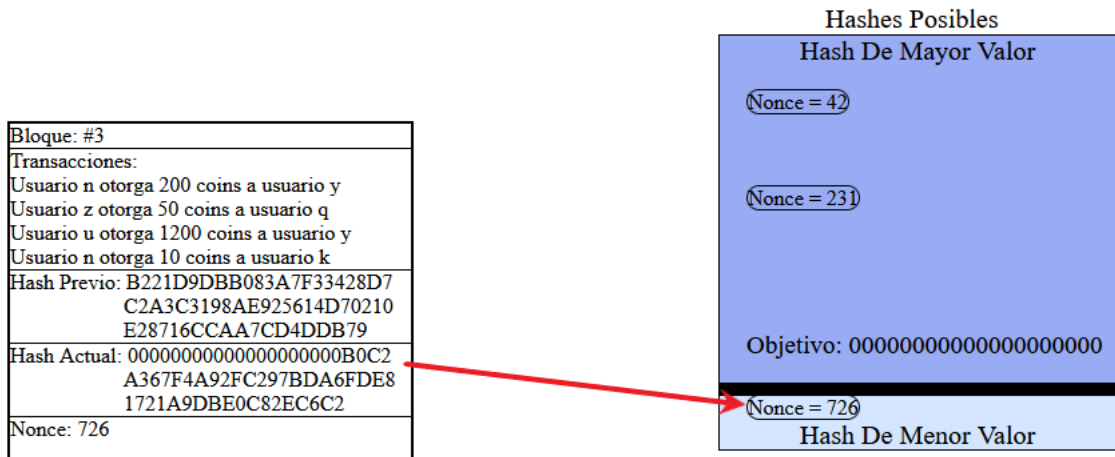 Bloque: #3
Transacciones:
Usuario n otorga 200 coins a usuario y
Usuario z otorga 50 coins a usuario q
Usuario u otorga 1200 coins a usuario y
Usuario n otorga 10 coins a usuario k
Hash Previo: B221D9DBB083A7F33428D7
C2A3C3198AE925614D70210
E28716CCAA7CD4DDB79
Hash Actual: 00000000000000000000B0C2
A367F4A92FC297BDA6FDE8
1721A9DBE0C82EC6C2
Nonce: 726
Hashes Posibles
Hash De Mayor Valor
Nonce = 42
Nonce = 231
Objetivo: 00000000000000000000
Nonce = 726
Hash De Menor Valor